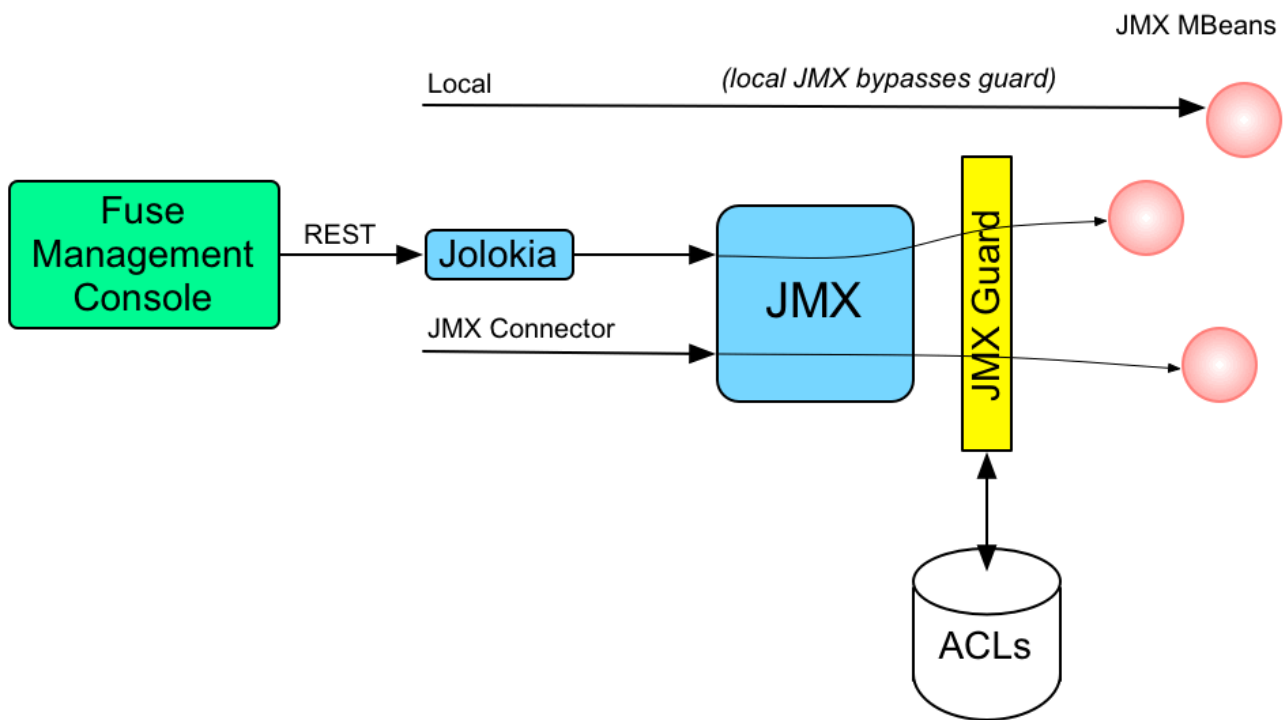 JMX MBeans
Local
(local JMX bypasses guard)
Fuse
Management
Console
REST
Jolokia
JMX
JMX Guard
JMX Connector
ACLs